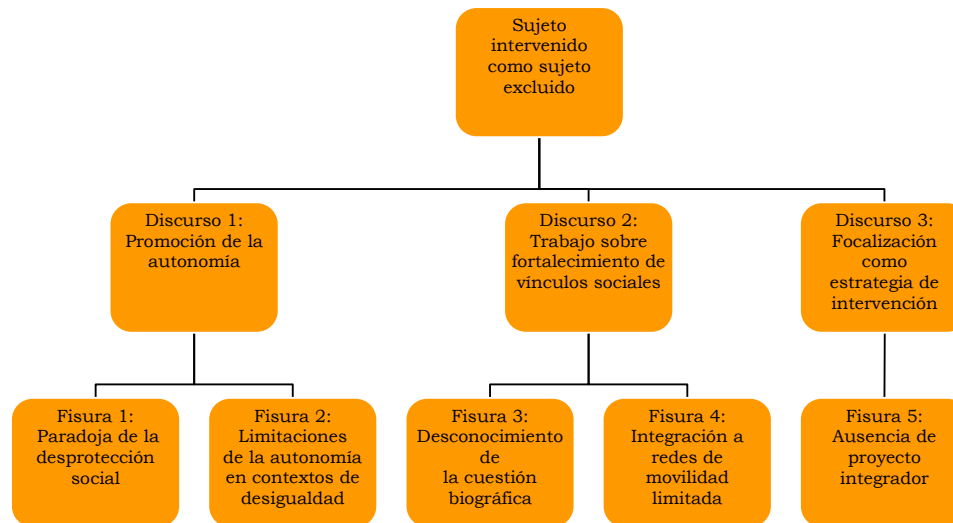 Sujeto
intervenido
como sujeto
excluido
Discurso 1:
Promoción de la
autonomía
Discurso 2:
Trabajo sobre
fortalecimiento de
vínculos sociales
Discurso 3:
Focalización
como
estrategia de
intervención
Fisura 1:
Paradoja de la
desprotección
social
Fisura 2:
Limitaciones
de la autonomía
en contextos de
desigualdad
Fisura 3:
Desconocimiento
de
la cuestión
biográfica
Fisura 4:
Integración a
redes de
movilidad
limitada
Fisura 5:
Ausencia de
proyecto
integrador